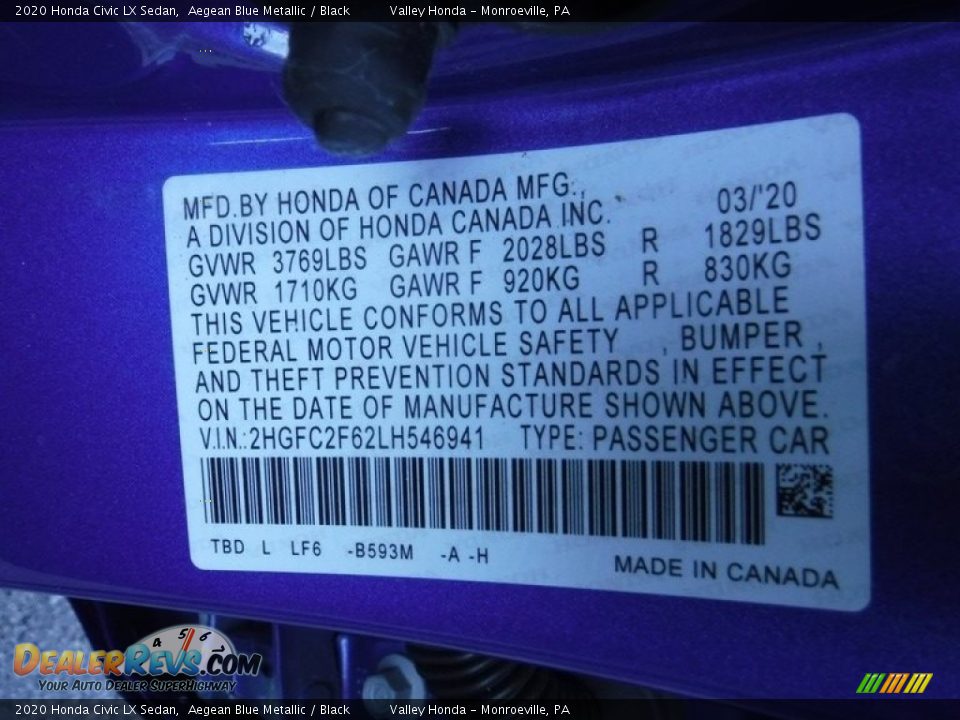 2020 Honda Civic LX Sedan, Aegean Blue Metallic / Black Valley Honda - Monroeville, PA
MFD.BY HONDA OF CANADA MFG.,
A DIVISION OF HONDA CANADA INC. 03/'20
GVWR 3769LBS GAWR F 2028LBS R 1829LBS
GVWR 1710KG GAWR F 920KG R 830KG
THIS VEHICLE CONFORMS TO ALL APPLICABLE
FEDERAL MOTOR VEHICLE SAFETY , BUMPER ,
AND THEFT PREVENTION STANDARDS IN EFFECT
ON THE DATE OF MANUFACTURE SHOWN ABOVE.
V.I.N.:2HGFC2F62LH546941 TYPE: PASSENGER CAR
TBD L LF6 -B593M -A -H
MADE IN CANADA
4 5 6
DealerRevs.com
Your Auto Dealer SuperHighway
2020 Honda Civic LX Sedan, Aegean Blue Metallic / Black Valley Honda - Monroeville, PA